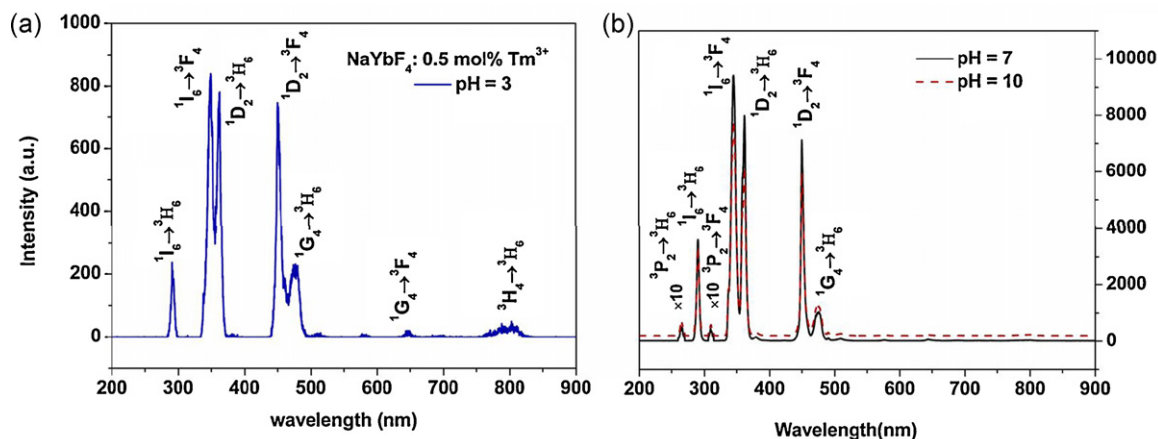 (a)
1000
800
600
400
200
0
Intensity (a.u.)
200 300 400 500 600 700 800 900
wavelength (nm)
NaYbF₄: 0.5 mol% Tm³⁺
pH = 3
¹I₆→³H₆
¹I₆→³F₄
¹D₂→³H₆
¹D₂→³F₄
¹G₄→³H₆
¹G₄→³F₄
³H₄→³H₆
(b)
pH = 7
pH = 10
³P₂→³H₆
×10
¹I₆→³H₆
×10
³P₂→³F₄
¹I₆→³F₄
¹D₂→³H₆
¹D₂→³F₄
¹G₄→³H₆
10000
8000
6000
4000
2000
0
200 300 400 500 600 700 800 900
Wavelength(nm)